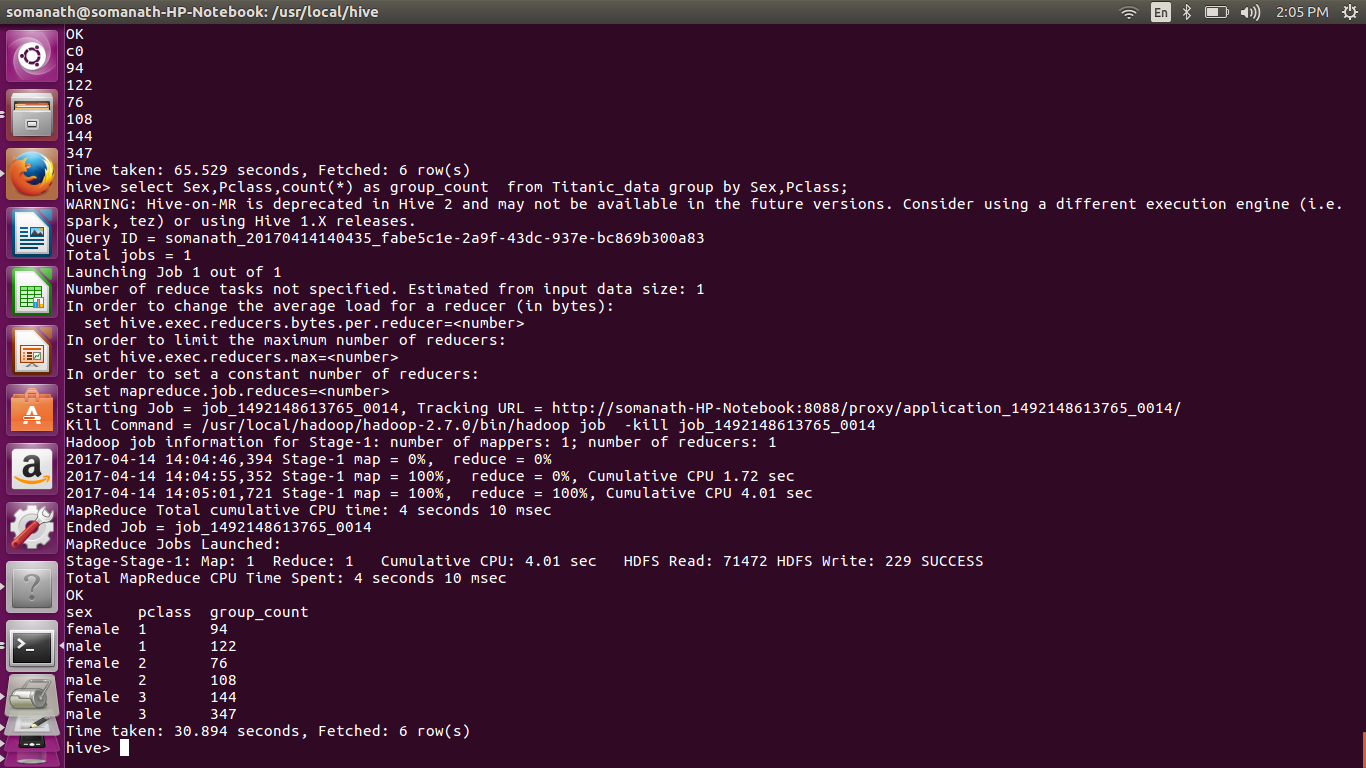 somanath@somanath-HP-Notebook: /usr/local/hive
En
2:05 PM
OK
c0
94
122
76
108
144
347
Time taken: 65.529 seconds, Fetched: 6 row(s)
hive> select Sex,Pclass,count(*) as group_count  from Titanic_data group by Sex,Pclass;
WARNING: Hive-on-MR is deprecated in Hive 2 and may not be available in the future versions. Consider using a different execution engine (i.e.
spark, tez) or using Hive 1.X releases.
Query ID = somanath_20170414140435_fabe5c1e-2a9f-43dc-937e-bc869b300a83
Total jobs = 1
Launching Job 1 out of 1
Number of reduce tasks not specified. Estimated from input data size: 1
In order to change the average load for a reducer (in bytes):
  set hive.exec.reducers.bytes.per.reducer=<number>
In order to limit the maximum number of reducers:
  set hive.exec.reducers.max=<number>
In order to set a constant number of reducers:
  set mapreduce.job.reduces=<number>
Starting Job = job_1492148613765_0014, Tracking URL = http://somanath-HP-Notebook:8088/proxy/application_1492148613765_0014/
Kill Command = /usr/local/hadoop/hadoop-2.7.0/bin/hadoop job  -kill job_1492148613765_0014
Hadoop job information for Stage-1: number of mappers: 1; number of reducers: 1
2017-04-14 14:04:46,394 Stage-1 map = 0%,  reduce = 0%
2017-04-14 14:04:55,352 Stage-1 map = 100%,  reduce = 0%, Cumulative CPU 1.72 sec
2017-04-14 14:05:01,721 Stage-1 map = 100%,  reduce = 100%, Cumulative CPU 4.01 sec
MapReduce Total cumulative CPU time: 4 seconds 10 msec
Ended Job = job_1492148613765_0014
MapReduce Jobs Launched:
Stage-Stage-1: Map: 1  Reduce: 1   Cumulative CPU: 4.01 sec   HDFS Read: 71472 HDFS Write: 229 SUCCESS
Total MapReduce CPU Time Spent: 4 seconds 10 msec
OK
sex     pclass  group_count
female  1       94
male    1       122
female  2       76
male    2       108
female  3       144
male    3       347
Time taken: 30.894 seconds, Fetched: 6 row(s)
hive>